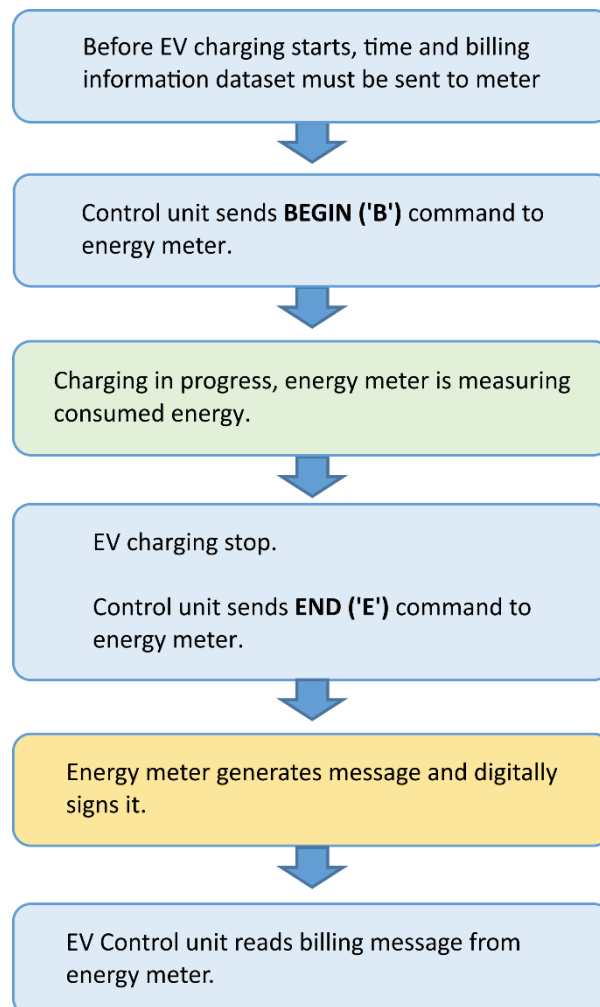 Before EV charging starts, time and billing
information dataset must be sent to meter
Control unit sends BEGIN ('B') command to
energy meter.
Charging in progress, energy meter is measuring
consumed energy.
EV charging stop.
Control unit sends END ('E') command to
energy meter.
Energy meter generates message and digitally
signs it.
EV Control unit reads billing message from
energy meter.